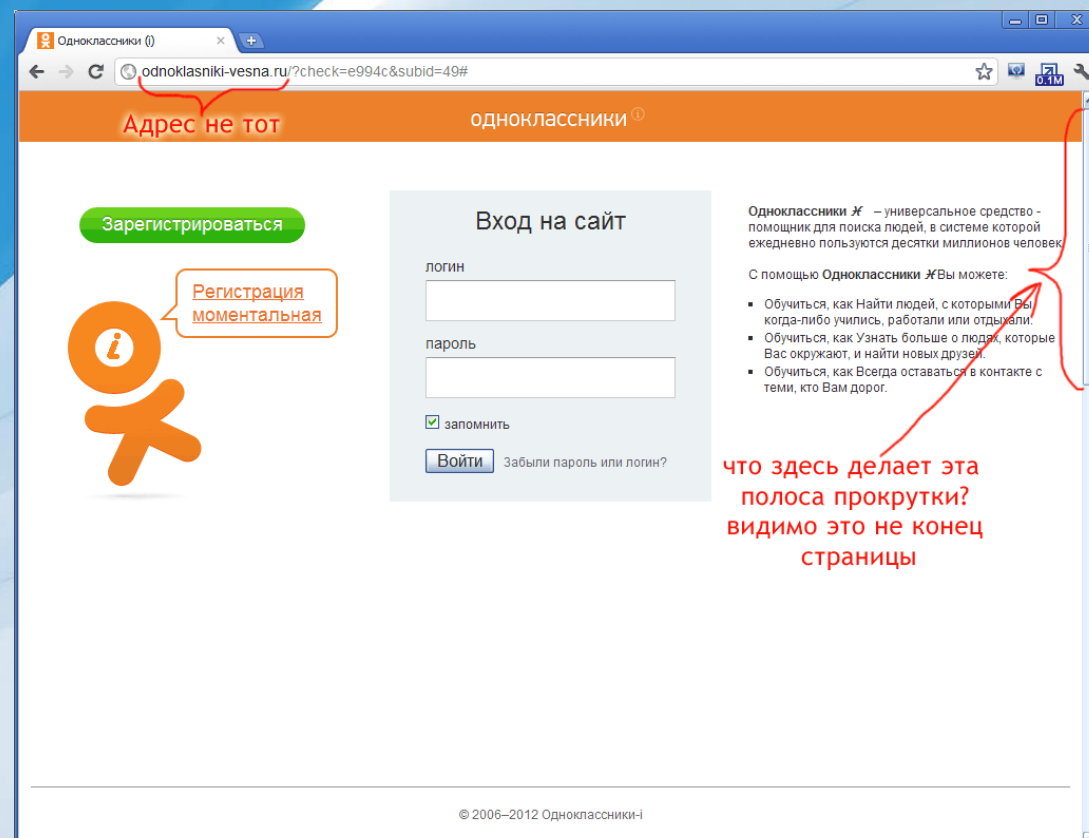 Одноклассники (i)
odnoklasniki-vesna.ru/?check=e994c&subid=49#
0.1M
Адрес не тот
одноклассники
Зарегистрироваться
Регистрация
моментальная
Вход на сайт
логин
пароль
запомнить
Войти Забыли пароль или логин?
Одноклассники – универсальное средство -
помощник для поиска людей, в системе которой
ежедневно пользуются десятки миллионов человек
С помощью Одноклассники Вы можете:
Обучиться, как Найти людей, с которыми Вы
когда-либо учились, работали или отдыхали.
Обучиться, как Узнать больше о людях, которые
Вас окружают, и найти новых друзей.
Обучиться, как Всегда оставаться в контакте с
теми, кто Вам дорог.
что здесь делает эта
полоса прокрутки?
видимо это не конец
страницы
© 2006–2012 Одноклассники-i